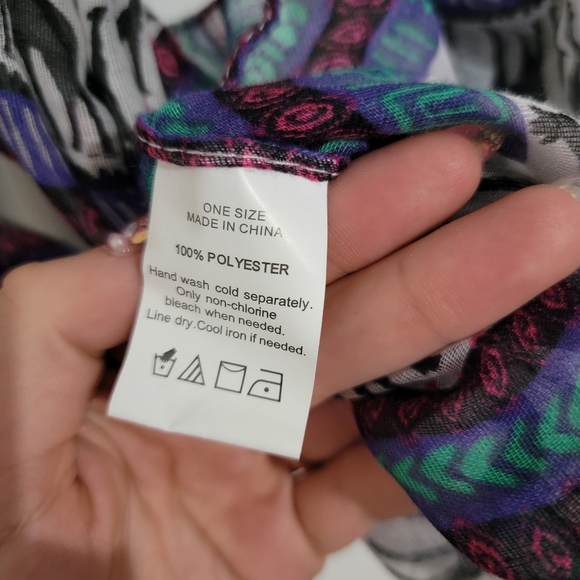 ONE SIZE
MADE IN CHINA
100% POLYESTER
Hand wash cold separately.
Only non-chlorine
bleach when needed.
Line dry.Cool iron if needed.